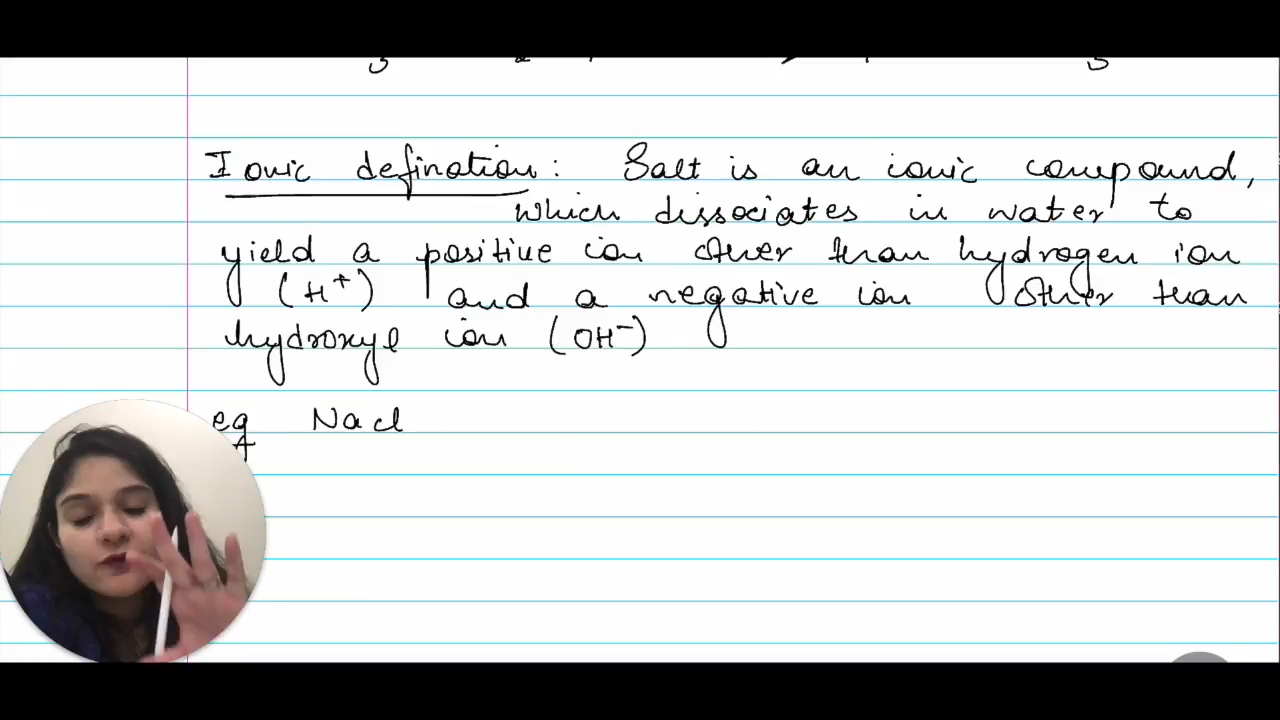 Ionic defination: Salt is an ionic compound,
which dissociates in water to
yield a positive ion other than hydrogen ion
(H⁺) and a negative ion other than
hydroxyl ion (OH⁻)
eg Nacl